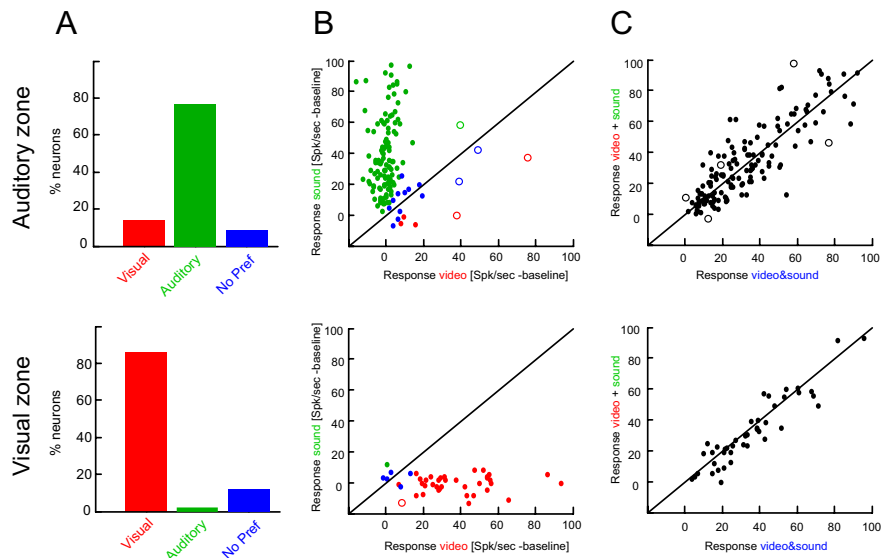 A
B
C
Auditory zone
% neurons
80
60
40
20
0
Visual
Auditory
No Pref
Response sound [Spk/sec -baseline]
100
80
60
40
20
0
0
20
40
60
80
100
Response video [Spk/sec -baseline]
Response video + sound
100
80
60
40
20
0
0
20
40
60
80
100
Response video&sound
Visual zone
% neurons
80
60
40
20
0
Visual
Auditory
No Pref
Response sound [Spk/sec -baseline]
100
80
60
40
20
0
0
20
40
60
80
100
Response video [Spk/sec -baseline]
Response video + sound
100
80
60
40
20
0
0
20
40
60
80
100
Response video&sound